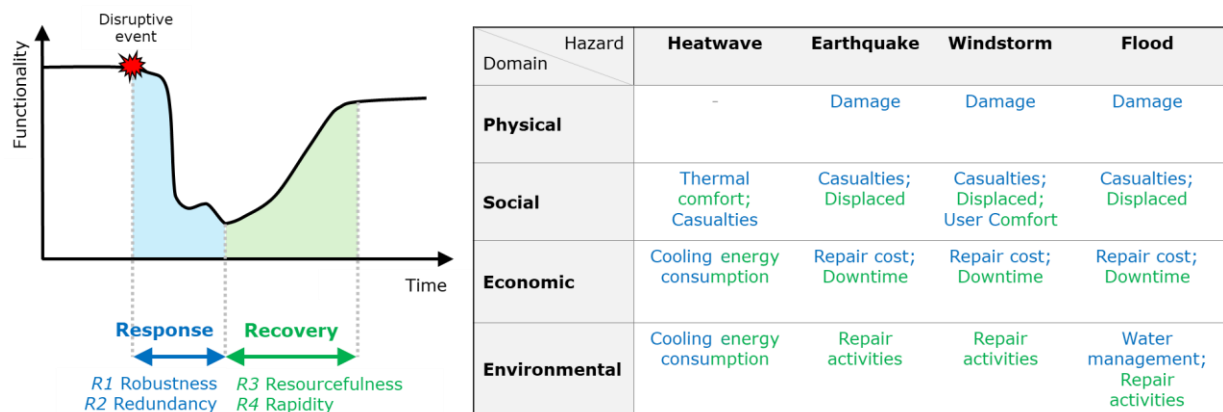 Disruptive
event
Functionality
Time
Response
Recovery
R1 Robustness
R2 Redundancy
R3 Resourcefulness
R4 Rapidity
Hazard
Domain
Heatwave
Earthquake
Windstorm
Flood
Physical
-
Damage
Damage
Damage
Social
Thermal
comfort;
Casualties
Casualties;
Displaced
Casualties;
Displaced;
User Comfort
Casualties;
Displaced
Economic
Cooling energy
consumption
Repair cost;
Downtime
Repair cost;
Downtime
Repair cost;
Downtime
Environmental
Cooling energy
consumption
Repair
activities
Repair
activities
Water
management;
Repair
activities